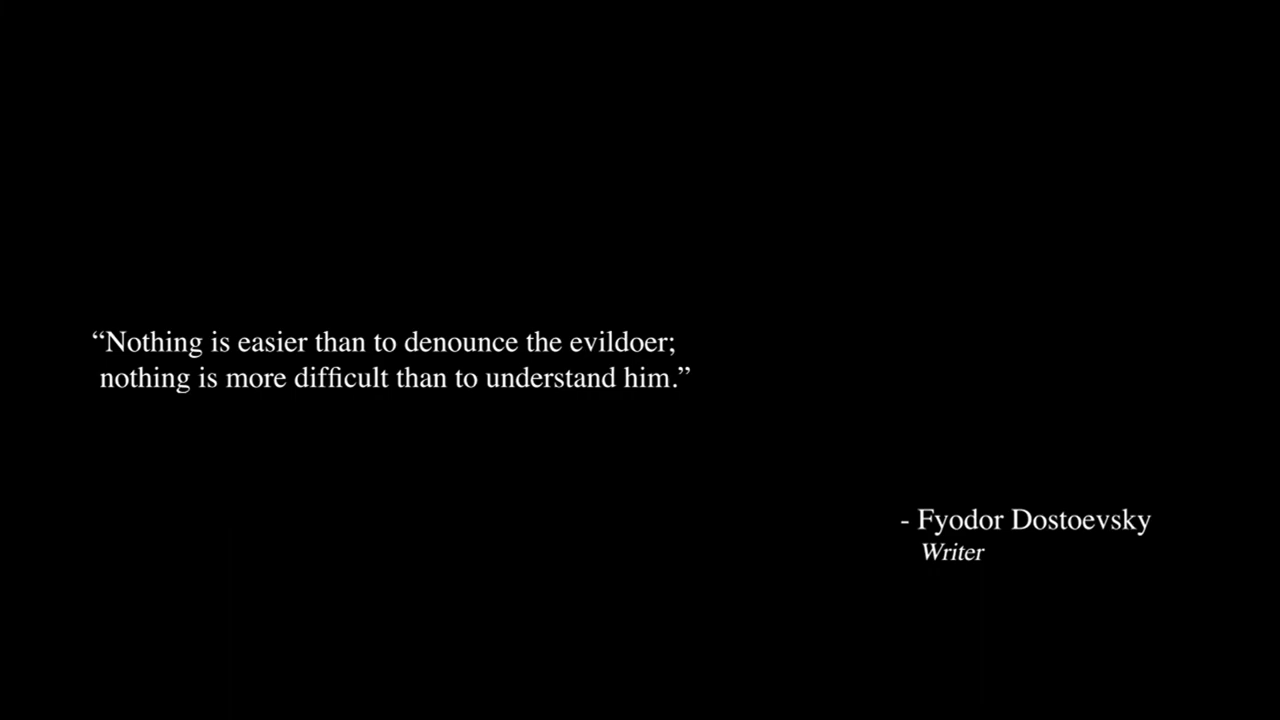 “Nothing is easier than to denounce the evildoer;
nothing is more difficult than to understand him.”
- Fyodor Dostoevsky
Writer